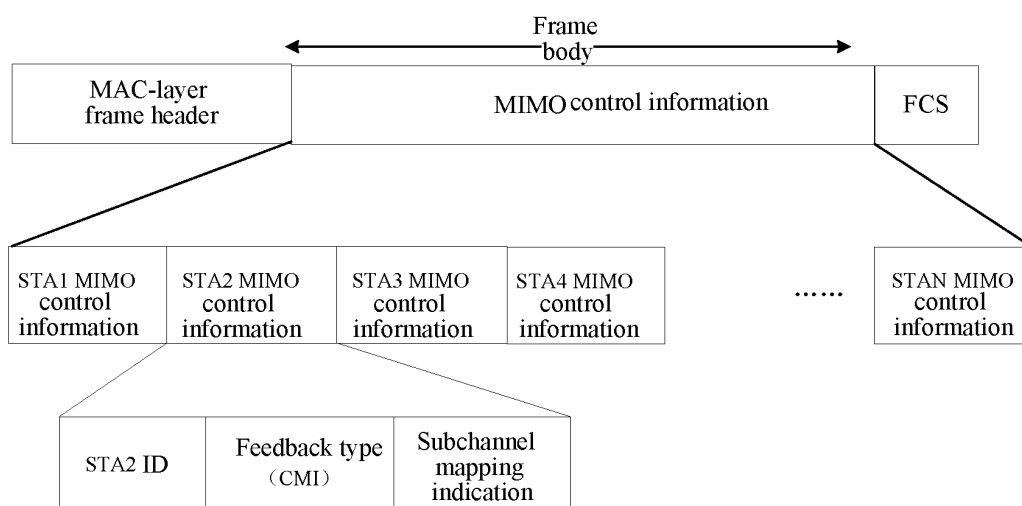 Frame
body
MAC-layer
frame header
MIMO control information
FCS
STA1 MIMO
control
information
STA2 MIMO
control
information
STA3 MIMO
control
information
STA4 MIMO
control
information
……
STAN MIMO
control
information
STA2 ID
Feedback type
（CMI）
Subchannel
mapping
indication